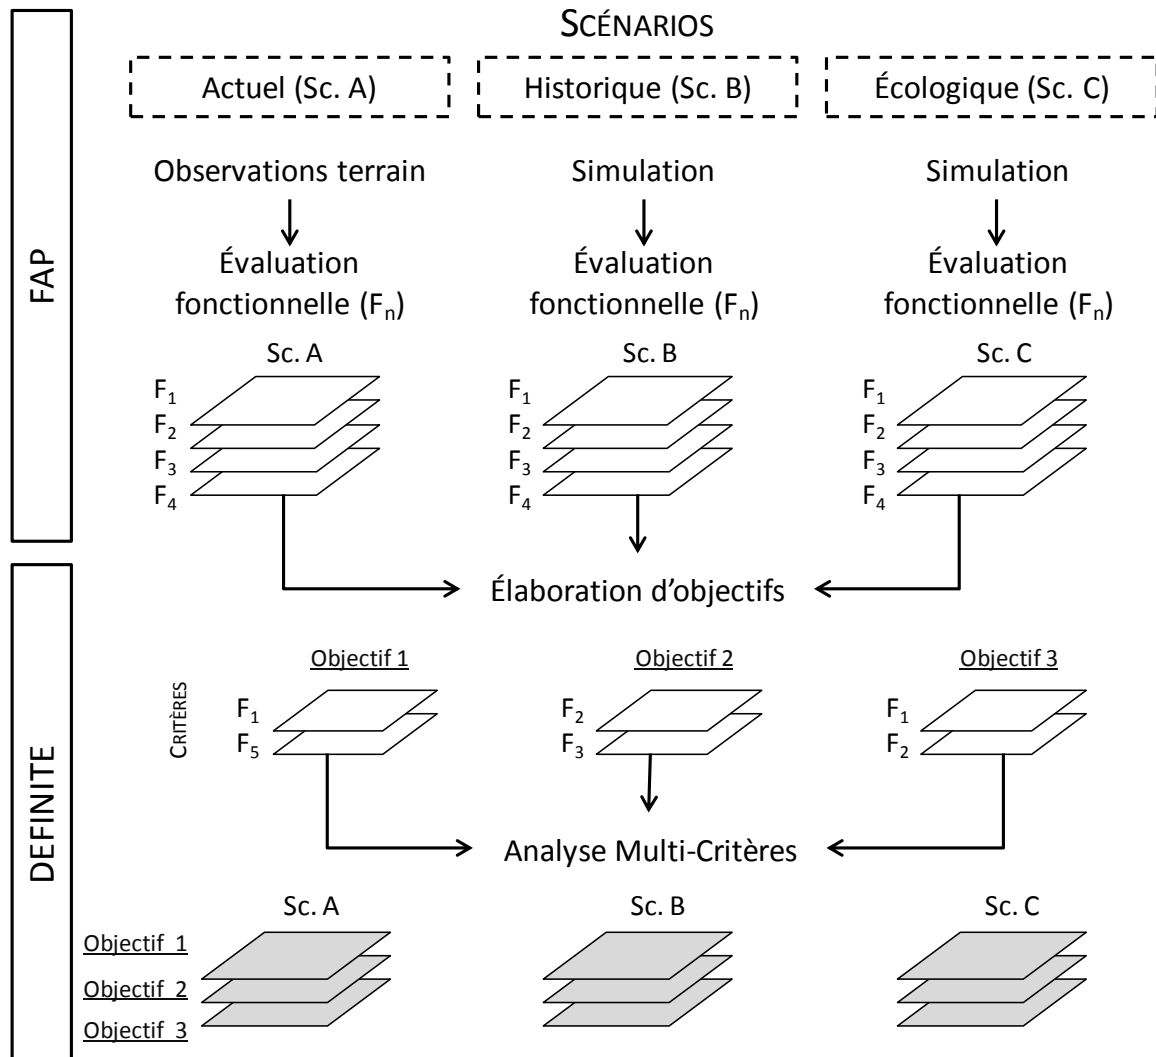 SCÉNARIOS
Actuel (Sc. A)
Historique (Sc. B)
Écologique (Sc. C)
FAP
Observations terrain
Simulation
Simulation
Évaluation
fonctionnelle (Fn)
Évaluation
fonctionnelle (Fn)
Évaluation
fonctionnelle (Fn)
Sc. A
F1
F2
F3
F4
Sc. B
F1
F2
F3
F4
Sc. C
F1
F2
F3
F4
DEFINITE
Élaboration d'objectifs
CRITÈRES
Objectif 1
F1
F5
Objectif 2
F2
F3
Objectif 3
F1
F2
Analyse Multi-Critères
Sc. A
Sc. B
Sc. C
Objectif 1
Objectif 2
Objectif 3